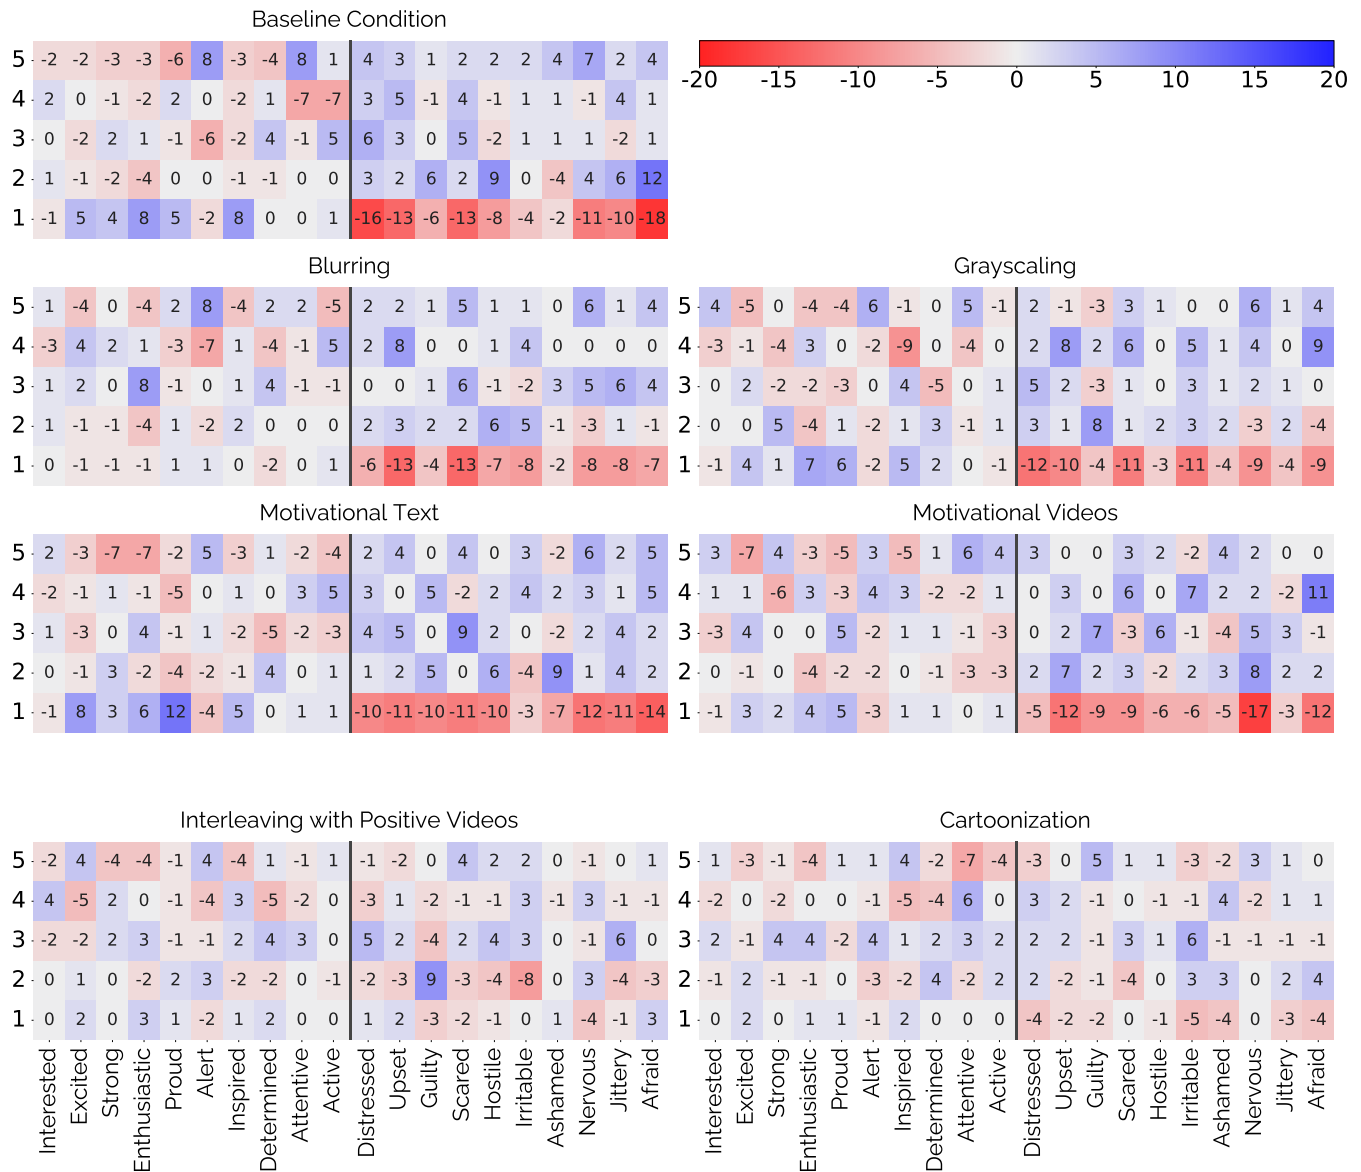 Baseline Condition
5 -2 -2 -3 -3 -6 8 -3 -4 8 1 4 3 1 2 2 2 4 7 2 4
4 2 0 -1 -2 2 0 -2 1 -7 -7 3 5 -1 4 -1 1 1 -1 4 1
3 0 -2 2 1 -1 -6 -2 4 -1 5 6 3 0 5 -2 1 1 1 -2 1
2 1 -1 -2 -4 0 0 -1 -1 0 0 3 2 6 2 9 0 -4 4 6 12
1 -1 5 4 8 5 -2 8 0 0 1 -16 -13 -6 -13 -8 -4 -2 -11 -10 -18
-20 -15 -10 -5 0 5 10 15 20
Blurring
5 1 -4 0 -4 2 8 -4 2 2 -5 2 2 1 5 1 1 0 6 1 4
4 -3 4 2 1 -3 -7 1 -4 -1 5 2 8 0 0 1 4 0 0 0 0
3 1 2 0 8 -1 0 1 4 -1 -1 0 0 1 6 -1 -2 3 5 6 4
2 1 -1 -1 -4 1 -2 2 0 0 0 2 3 2 2 6 5 -1 -3 1 -1
1 0 -1 -1 -1 1 1 0 -2 0 1 -6 -13 -4 -13 -7 -8 -2 -8 -8 -7
Grayscaling
5 4 -5 0 -4 -4 6 -1 0 5 -1 2 -1 -3 3 1 0 0 6 1 4
4 -3 -1 -4 3 0 -2 -9 0 -4 0 2 8 2 6 0 5 1 4 0 9
3 0 2 -2 -2 -3 0 4 -5 0 1 5 2 -3 1 0 3 1 2 1 0
2 0 0 5 -4 1 -2 1 3 -1 1 3 1 8 1 2 3 2 -3 2 -4
1 -1 4 1 7 6 -2 5 2 0 -1 -12 -10 -4 -11 -3 -11 -4 -9 -4 -9
Motivational Text
5 2 -3 -7 -7 -2 5 -3 1 -2 -4 2 4 0 4 0 3 -2 6 2 5
4 -2 -1 1 -1 -5 0 1 0 3 5 3 0 5 -2 2 4 2 3 1 5
3 1 -3 0 4 -1 1 -2 -5 -2 -3 4 5 0 9 2 0 -2 2 4 2
2 0 -1 3 -2 -4 -2 -1 4 0 1 1 2 5 0 6 -4 9 1 4 2
1 -1 8 3 6 12 -4 5 0 1 1 -10 -11 -10 -11 -10 -3 -7 -12 -11 -14
Motivational Videos
5 3 -7 4 -3 -5 3 -5 1 6 4 3 0 0 3 2 -2 4 2 0 0
4 1 1 -6 3 -3 4 3 -2 -2 1 0 3 0 6 0 7 2 2 -2 11
3 -3 4 0 0 5 -2 1 1 -1 -3 0 2 7 -3 6 -1 -4 5 3 -1
2 0 -1 0 -4 -2 -2 0 -1 -3 -3 2 7 2 3 -2 2 3 8 2 2
1 -1 3 2 4 5 -3 1 1 0 1 -5 -12 -9 -9 -6 -6 -5 -17 -3 -12
Interleaving with Positive Videos
5 -2 4 -4 -4 -1 4 -4 1 -1 1 -1 -2 0 4 2 2 0 -1 0 1
4 4 -5 2 0 -1 -4 3 -5 -2 0 -3 1 -2 -1 -1 1 -1 3 -1 -1
3 -2 -2 2 3 -1 -1 2 4 3 0 5 2 -4 2 4 3 0 -1 6 0
2 0 1 0 -2 2 3 -2 -2 0 -1 -2 -3 9 -3 -4 -8 0 3 -4 -3
1 0 2 0 3 1 -2 1 2 0 0 1 2 -3 -2 -1 0 1 -4 -1 3
Interested Excited Strong Enthusiastic Proud Alert Inspired Determined Attentive Active Distressed Upset Guilty Scared Hostile Irritable Ashamed Nervous Jittery Afraid
Cartoonization
5 1 -3 -1 -4 1 1 4 -2 -7 -4 -3 0 5 1 1 -3 -2 3 1 0
4 -2 0 -2 0 0 -1 -5 -4 6 0 3 2 -1 0 -1 -1 4 -2 1 1
3 2 -1 4 4 -2 4 1 2 3 2 2 2 -1 3 1 6 -1 -1 -1 -1
2 -1 2 -1 -1 0 -3 -2 4 -2 2 2 -2 -1 -4 0 3 3 0 2 4
1 0 2 0 1 1 -1 2 0 0 0 -4 -2 -2 0 -1 -5 -4 0 -3 -4
Interested Excited Strong Enthusiastic Proud Alert Inspired Determined Attentive Active Distressed Upset Guilty Scared Hostile Irritable Ashamed Nervous Jittery Afraid